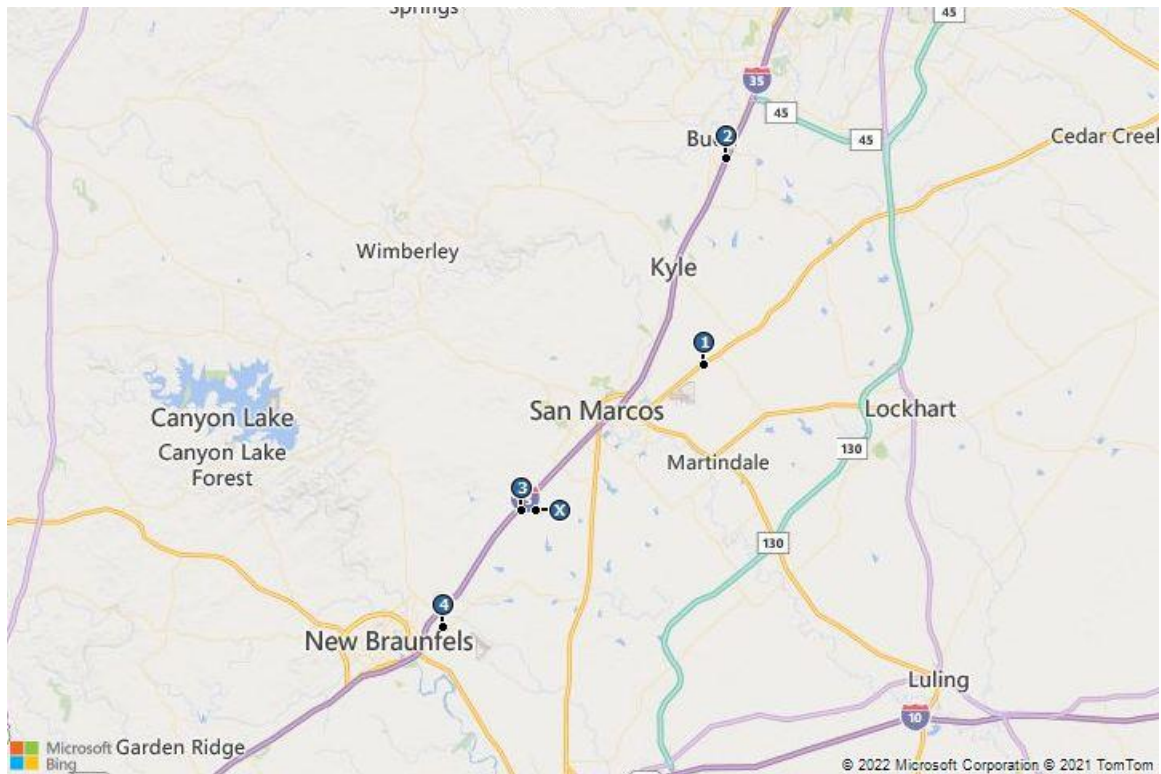 Springs
45
35
45
45
Cedar Creek
2
Wimberley
Kyle
1
Canyon Lake
San Marcos
Lockhart
Canyon Lake
Forest
Martindale
130
3
X
130
4
New Braunfels
Luling
10
Microsoft
Bing
Garden Ridge
© 2022 Microsoft Corporation © 2021 TomTom